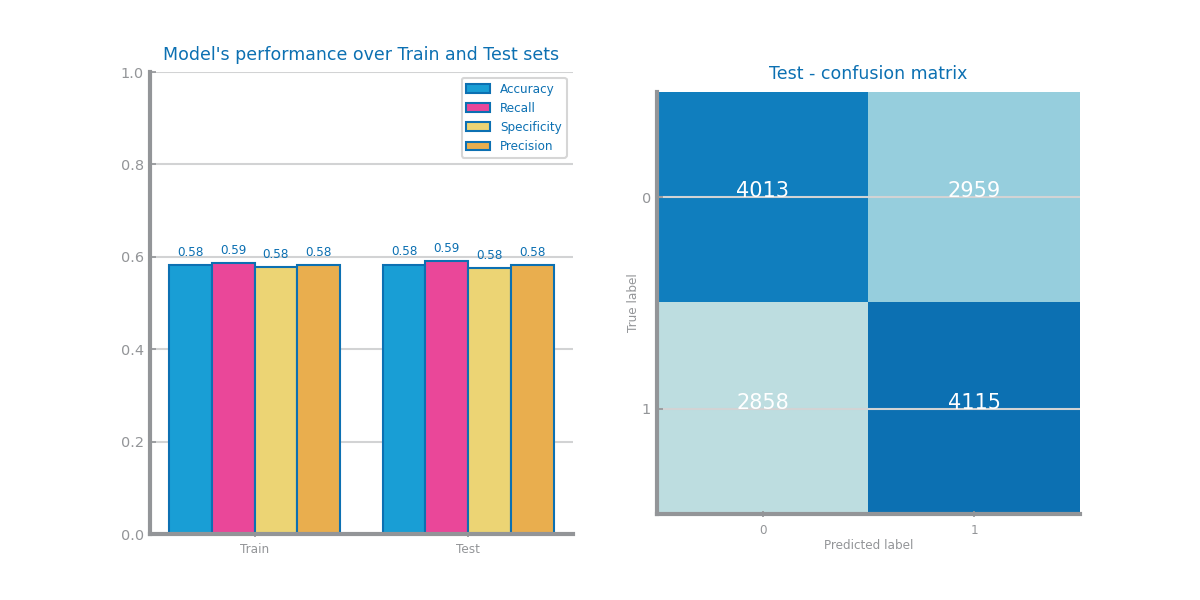 Model's performance over Train and Test sets
1.0
0.8
0.6
0.4
0.2
0.0
Accuracy
Recall
Specificity
Precision
0.58 0.59 0.58 0.58
0.58 0.59 0.58 0.58
Train Test
Test - confusion matrix
True label
0
1
4013 2959
2858 4115
0 1
Predicted label